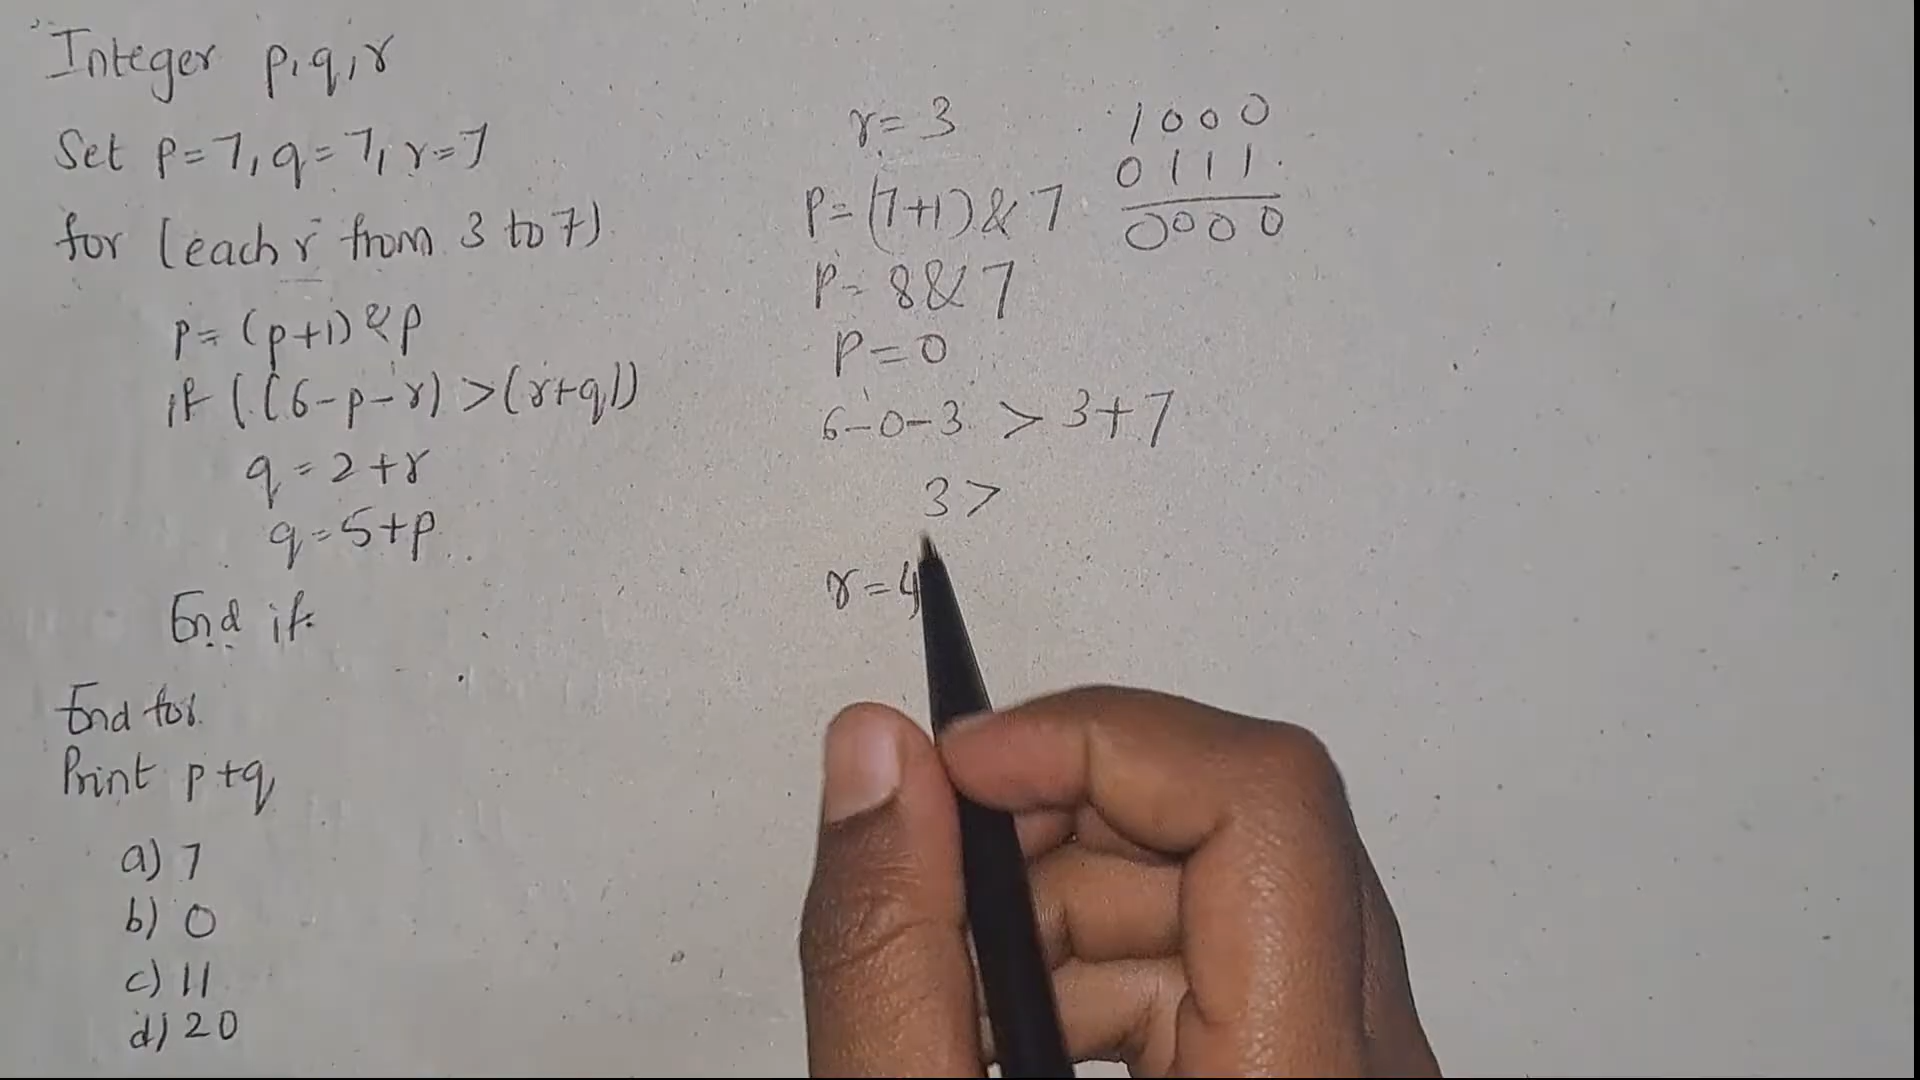 Integer p,q,r
Set p=7, q=7, r=7
for (each r from 3 to 7)
p=(p+1)&p
if ((6-p-r)>(r+q))
q=2+r
q=5+p
End if
End for
Print p+q
a) 7
b) 0
c) 11
d) 20
r=3
p=(7+1)&7
p=8&7
p=0
6-0-3 > 3+7
3>
r=4
1000
0111
0000